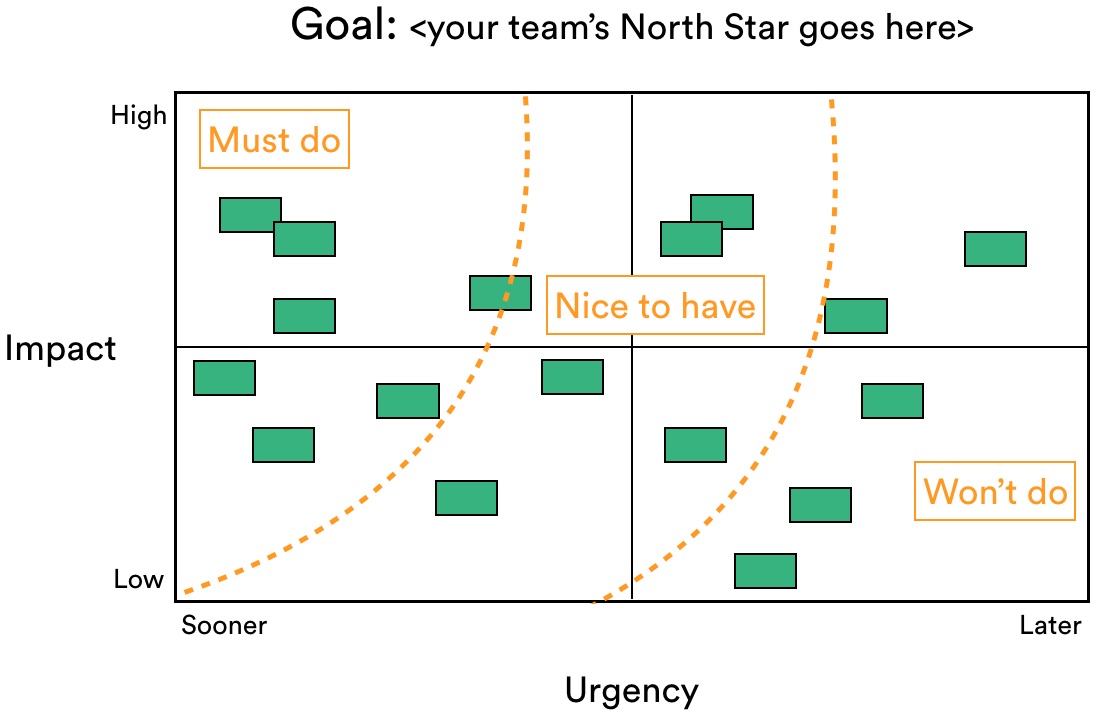 Goal: <your team’s North Star goes here>
High
Must do
Nice to have
Impact
Won’t do
Low
Sooner
Later
Urgency